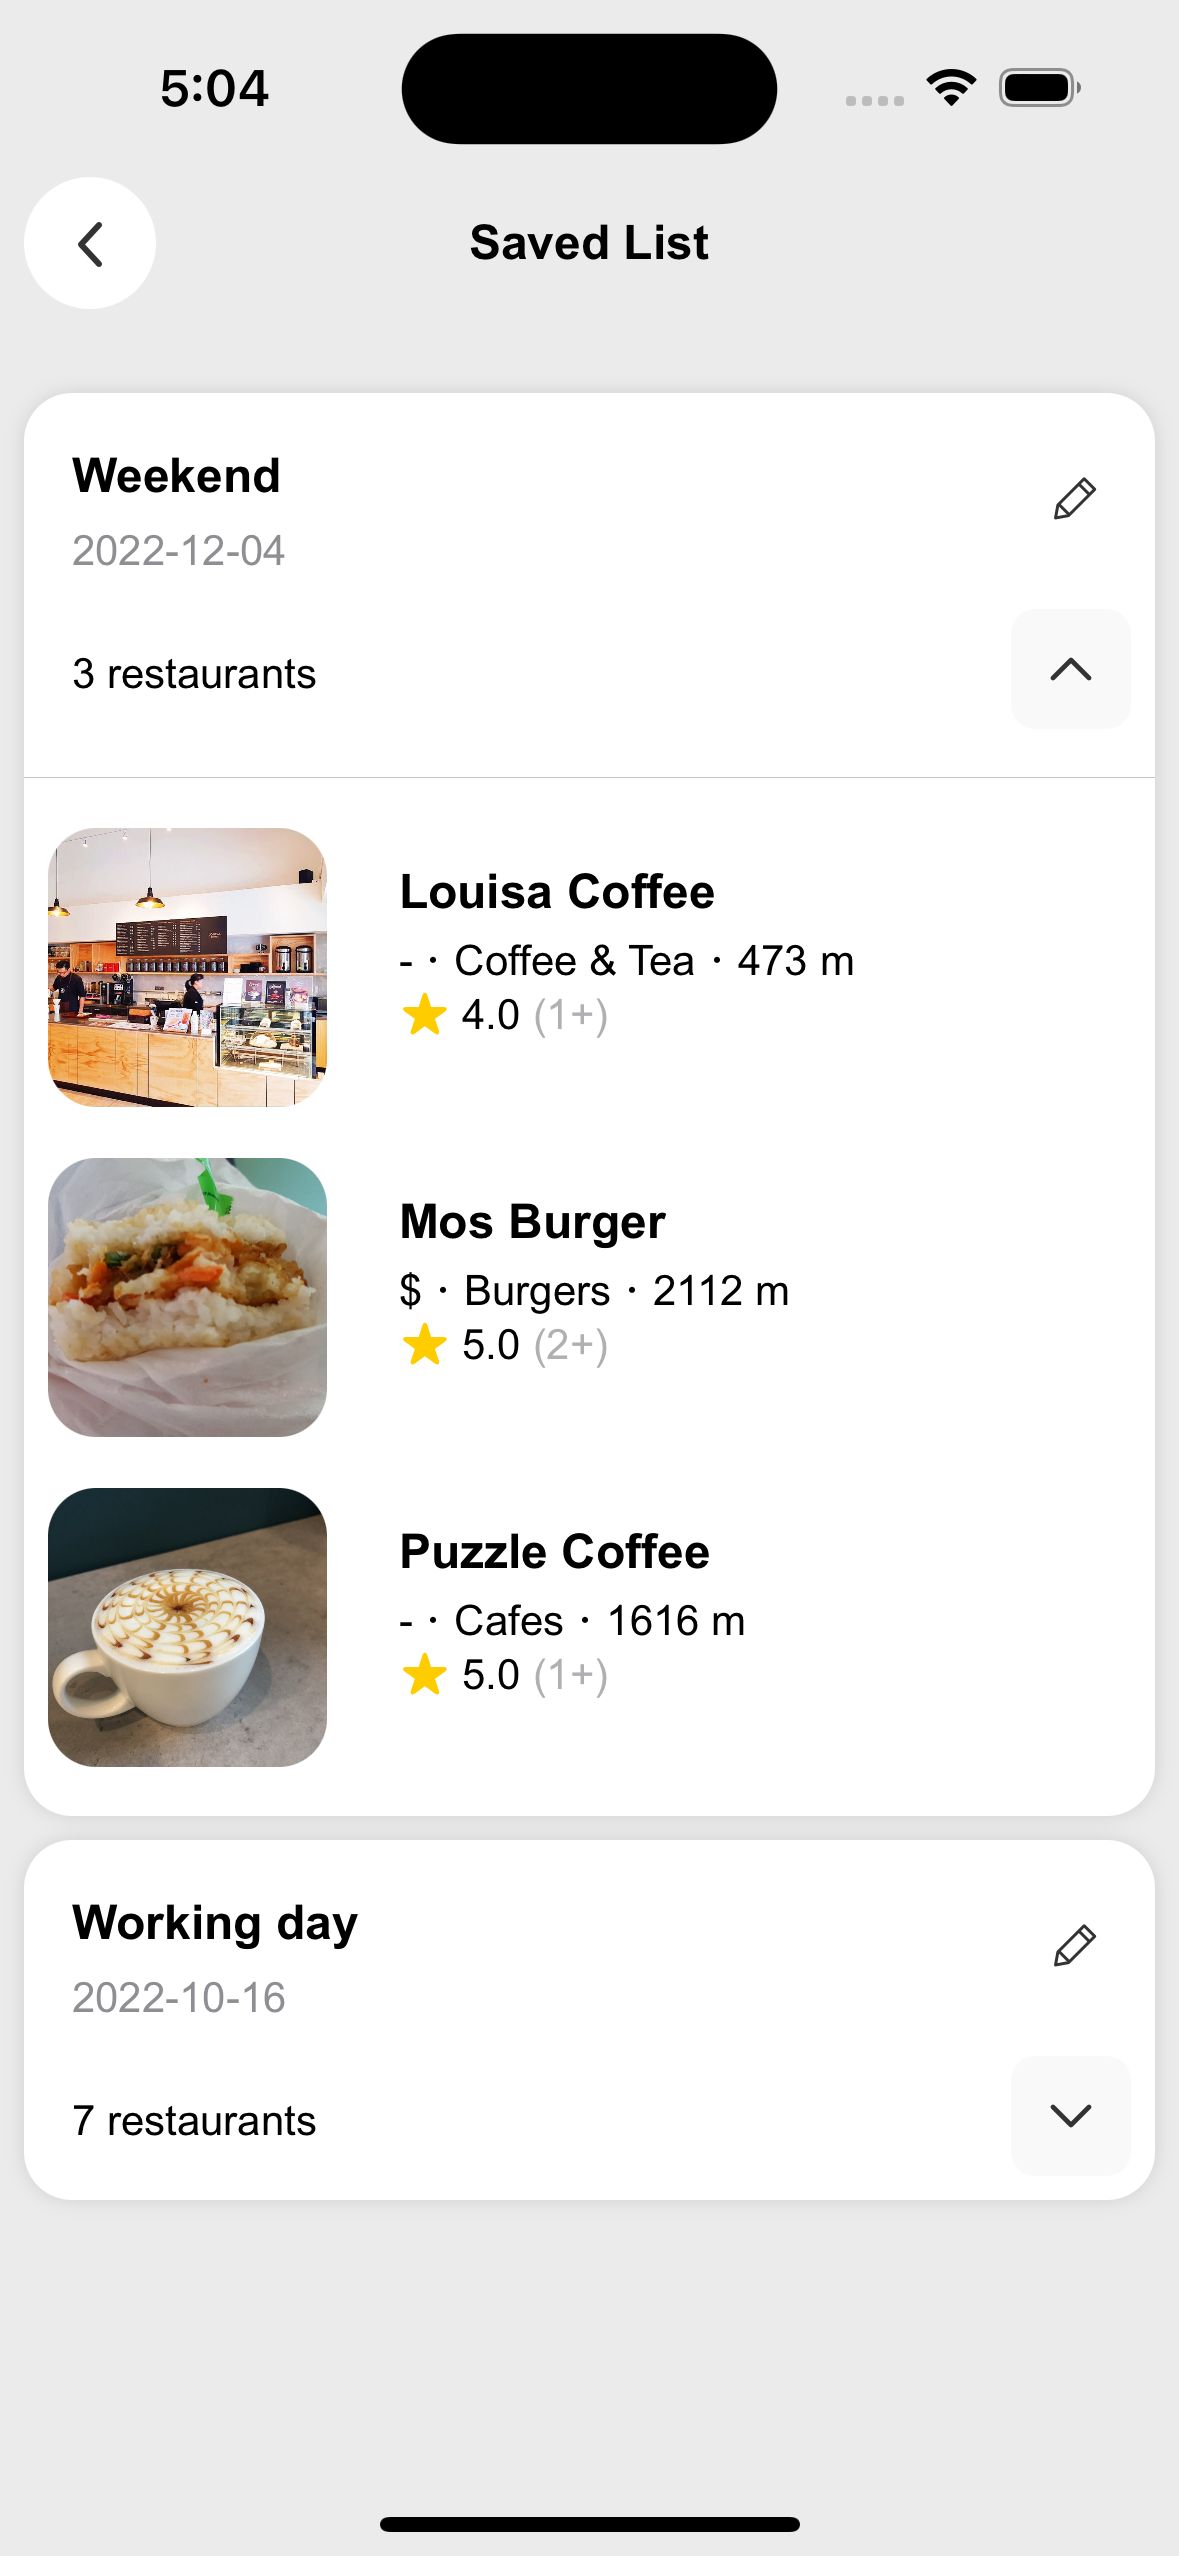 5:04
Saved List
Weekend
2022-12-04
3 restaurants
Louisa Coffee
- · Coffee & Tea · 473 m
4.0 (1+)
Mos Burger
$ · Burgers · 2112 m
5.0 (2+)
Puzzle Coffee
- · Cafes · 1616 m
5.0 (1+)
Working day
2022-10-16
7 restaurants